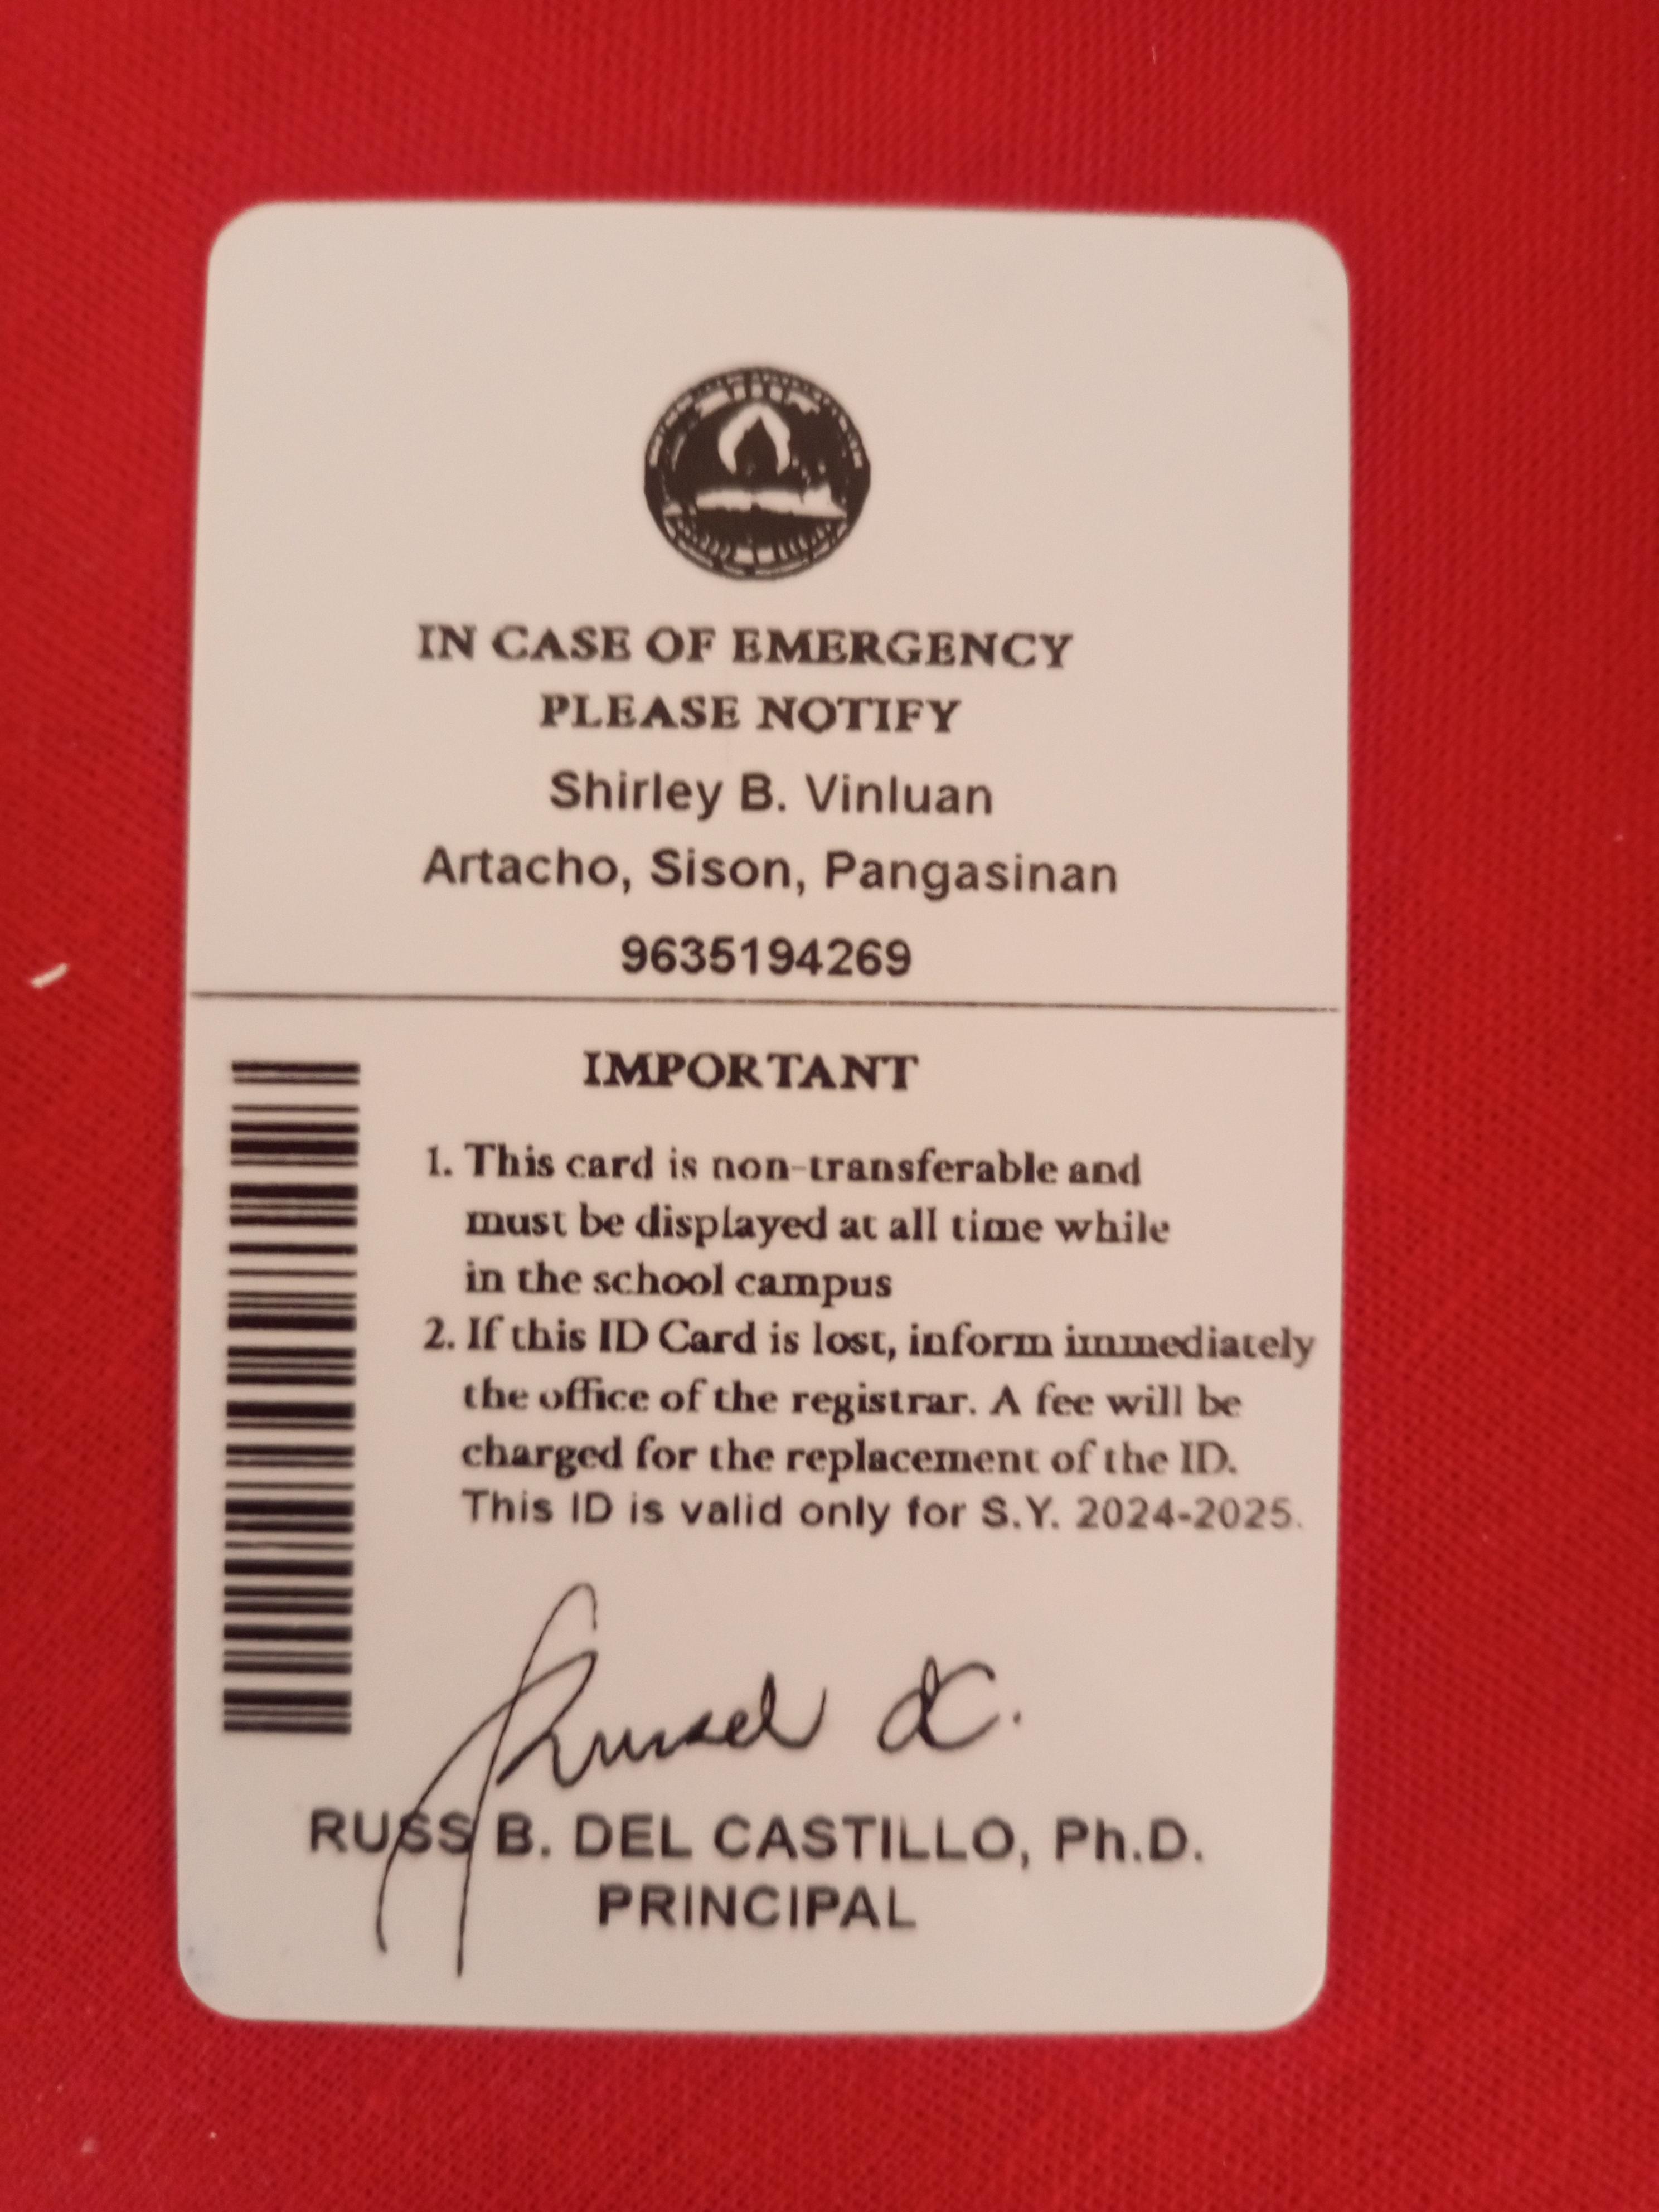 IN CASE OF EMERGENCY
PLEASE NOTIFY
Shirley B. Vinluan
Artacho, Sison, Pangasinan
9635194269
IMPORTANT
1. This card is non-transferable and
must be displayed at all time while
in the school campus
2. If this ID Card is lost, inform immediately
the office of the registrar. A fee will be
charged for the replacement of the ID.
This ID is valid only for S.Y. 2024-2025.
RUSS B. DEL CASTILLO, Ph.D.
PRINCIPAL